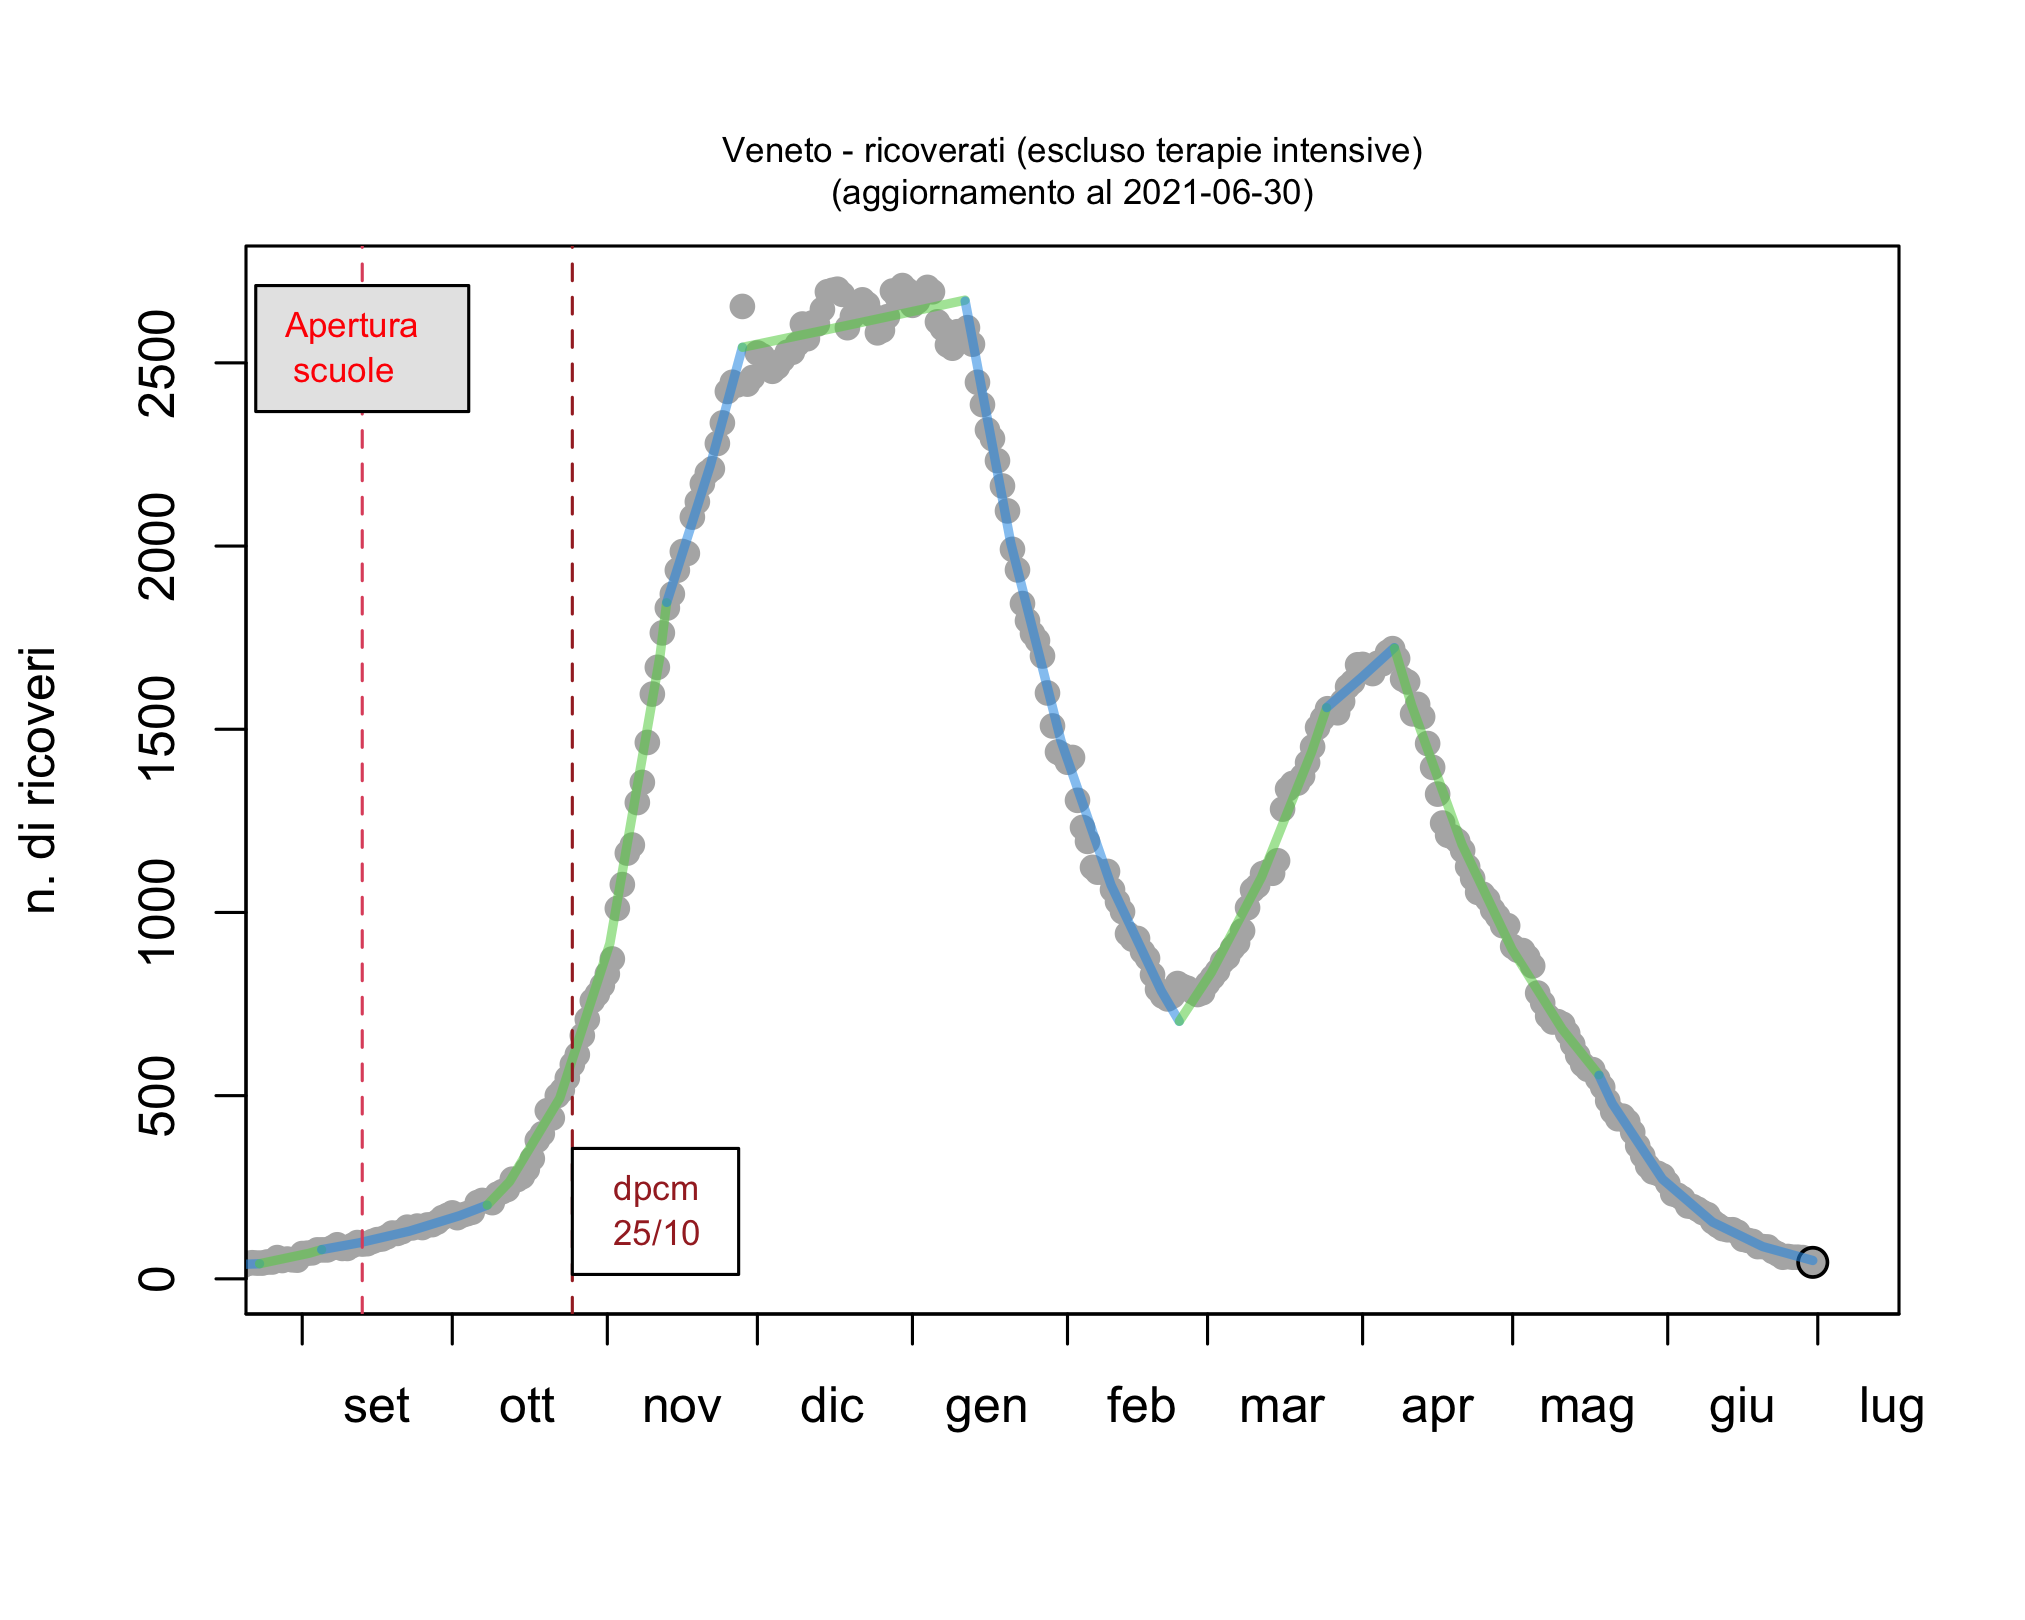 Veneto - ricoverati (escluso terapie intensive)
(aggiornamento al 2021-06-30)
Apertura
scuole
dpcm
25/10
n. di ricoveri
2500
2000
1500
1000
500
0
set ott nov dic gen feb mar apr mag giu lug